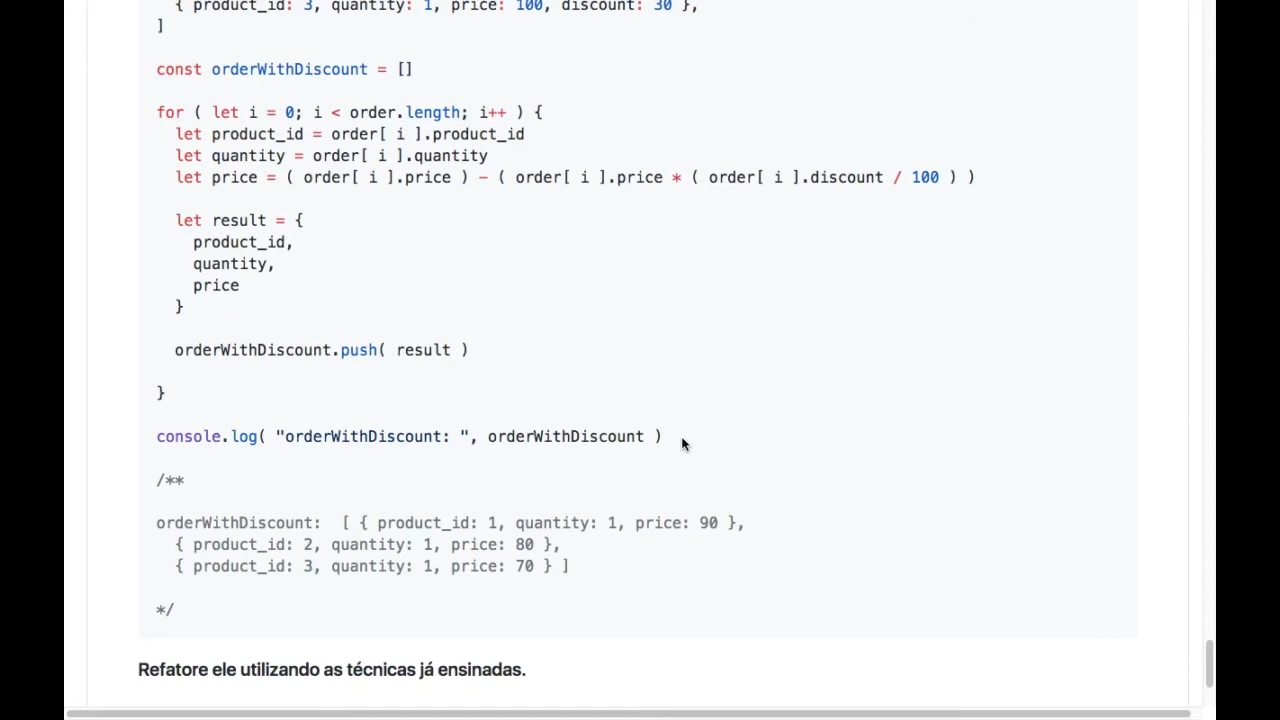 { product_id: 3, quantity: 1, price: 100, discount: 30 },
]
const orderWithDiscount = []
for ( let i = 0; i < order.length; i++ ) {
let product_id = order[ i ].product_id
let quantity = order[ i ].quantity
let price = ( order[ i ].price ) - ( order[ i ].price * ( order[ i ].discount / 100 ) )
let result = {
product_id,
quantity,
price
}
orderWithDiscount.push( result )
}
console.log( "orderWithDiscount: ", orderWithDiscount )
/**
orderWithDiscount:  [ { product_id: 1, quantity: 1, price: 90 },
{ product_id: 2, quantity: 1, price: 80 },
{ product_id: 3, quantity: 1, price: 70 } ]
*/
Refatore ele utilizando as técnicas já ensinadas.